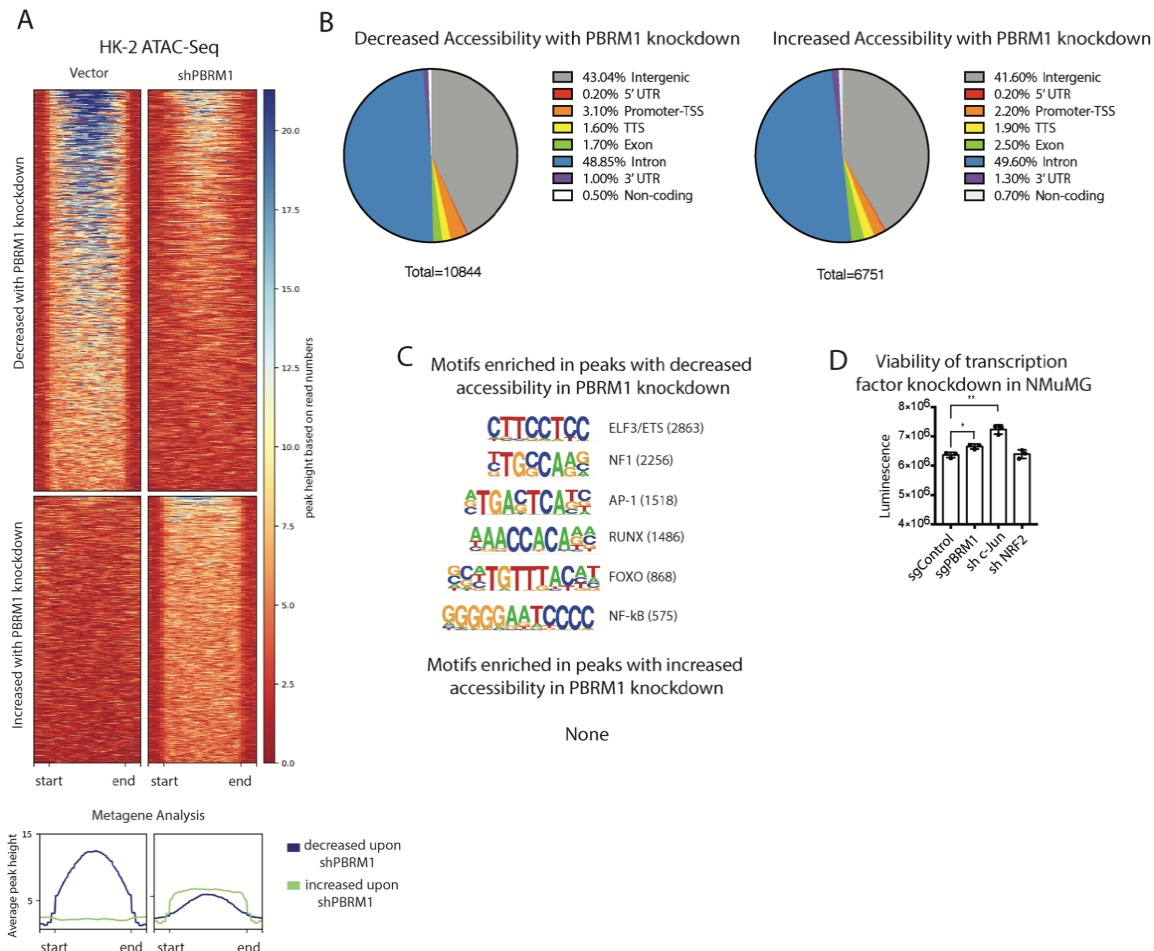 A
HK-2 ATAC-Seq
Vector
shPBRM1
Decreased with PBRM1 knockdown
Increased with PBRM1 knockdown
20.0
17.5
15.0
12.5
10.0
7.5
5.0
2.5
0.0
peak height based on read numbers
start end start end
Metagene Analysis
Average peak height
15
5
start end start end
decreased upon
shPBRM1
increased upon
shPBRM1
B
Decreased Accessibility with PBRM1 knockdown
43.04% Intergenic
0.20% 5' UTR
3.10% Promoter-TSS
1.60% TTS
1.70% Exon
48.85% Intron
1.00% 3' UTR
0.50% Non-coding
Total=10844
Increased Accessibility with PBRM1 knockdown
41.60% Intergenic
0.20% 5' UTR
2.20% Promoter-TSS
1.90% TTS
2.50% Exon
49.60% Intron
1.30% 3' UTR
0.70% Non-coding
Total=6751
C
Motifs enriched in peaks with decreased
accessibility in PBRM1 knockdown
CTTCCTCC ELF3/ETS (2863)
NF1 (2256)
AP-1 (1518)
RUNX (1486)
FOXO (868)
GGGGGAATCCCC NF-kB (575)
Motifs enriched in peaks with increased
accessibility in PBRM1 knockdown
None
D
Viability of transcription
factor knockdown in NMuMG
Luminescence
8×10⁶
7×10⁶
6×10⁶
5×10⁶
4×10⁶
**
*
sgControl
sgPBRM1
sh c-Jun
sh NRF2